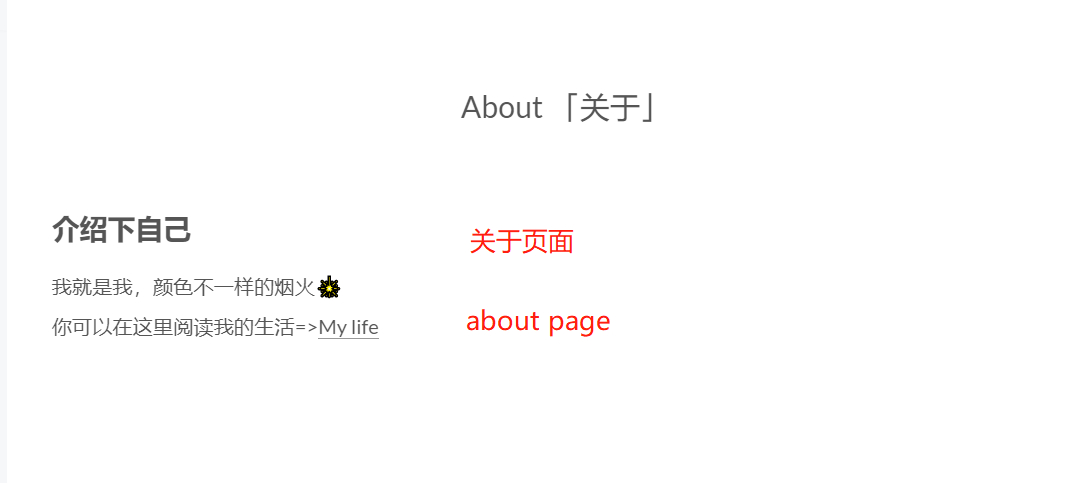 About 「关于」
介绍下自己
关于页面
我就是我，颜色不一样的烟火
about page
你可以在这里阅读我的生活=>My life